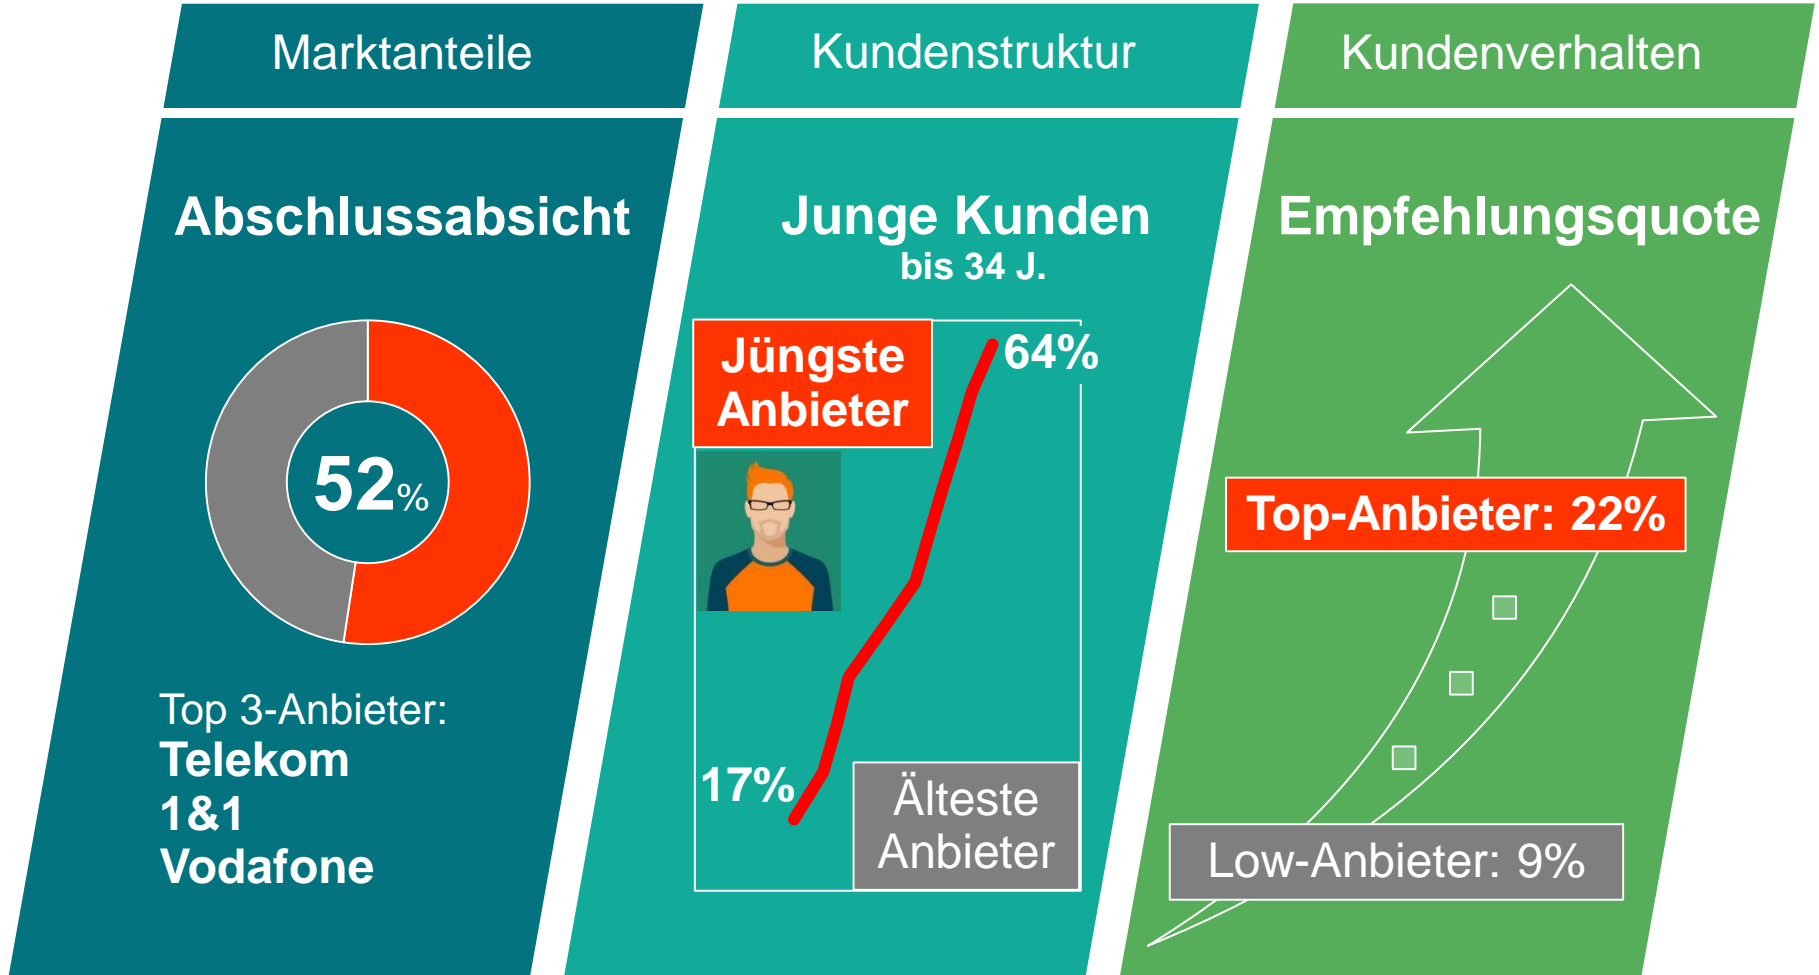 Marktanteile
Kundenstruktur
Kundenverhalten
Abschlussabsicht
52%
Top 3-Anbieter:
Telekom
1&1
Vodafone
Junge Kunden
bis 34 J.
Jüngste
Anbieter
64%
17%
Älteste
Anbieter
Empfehlungsquote
Top-Anbieter: 22%
Low-Anbieter: 9%